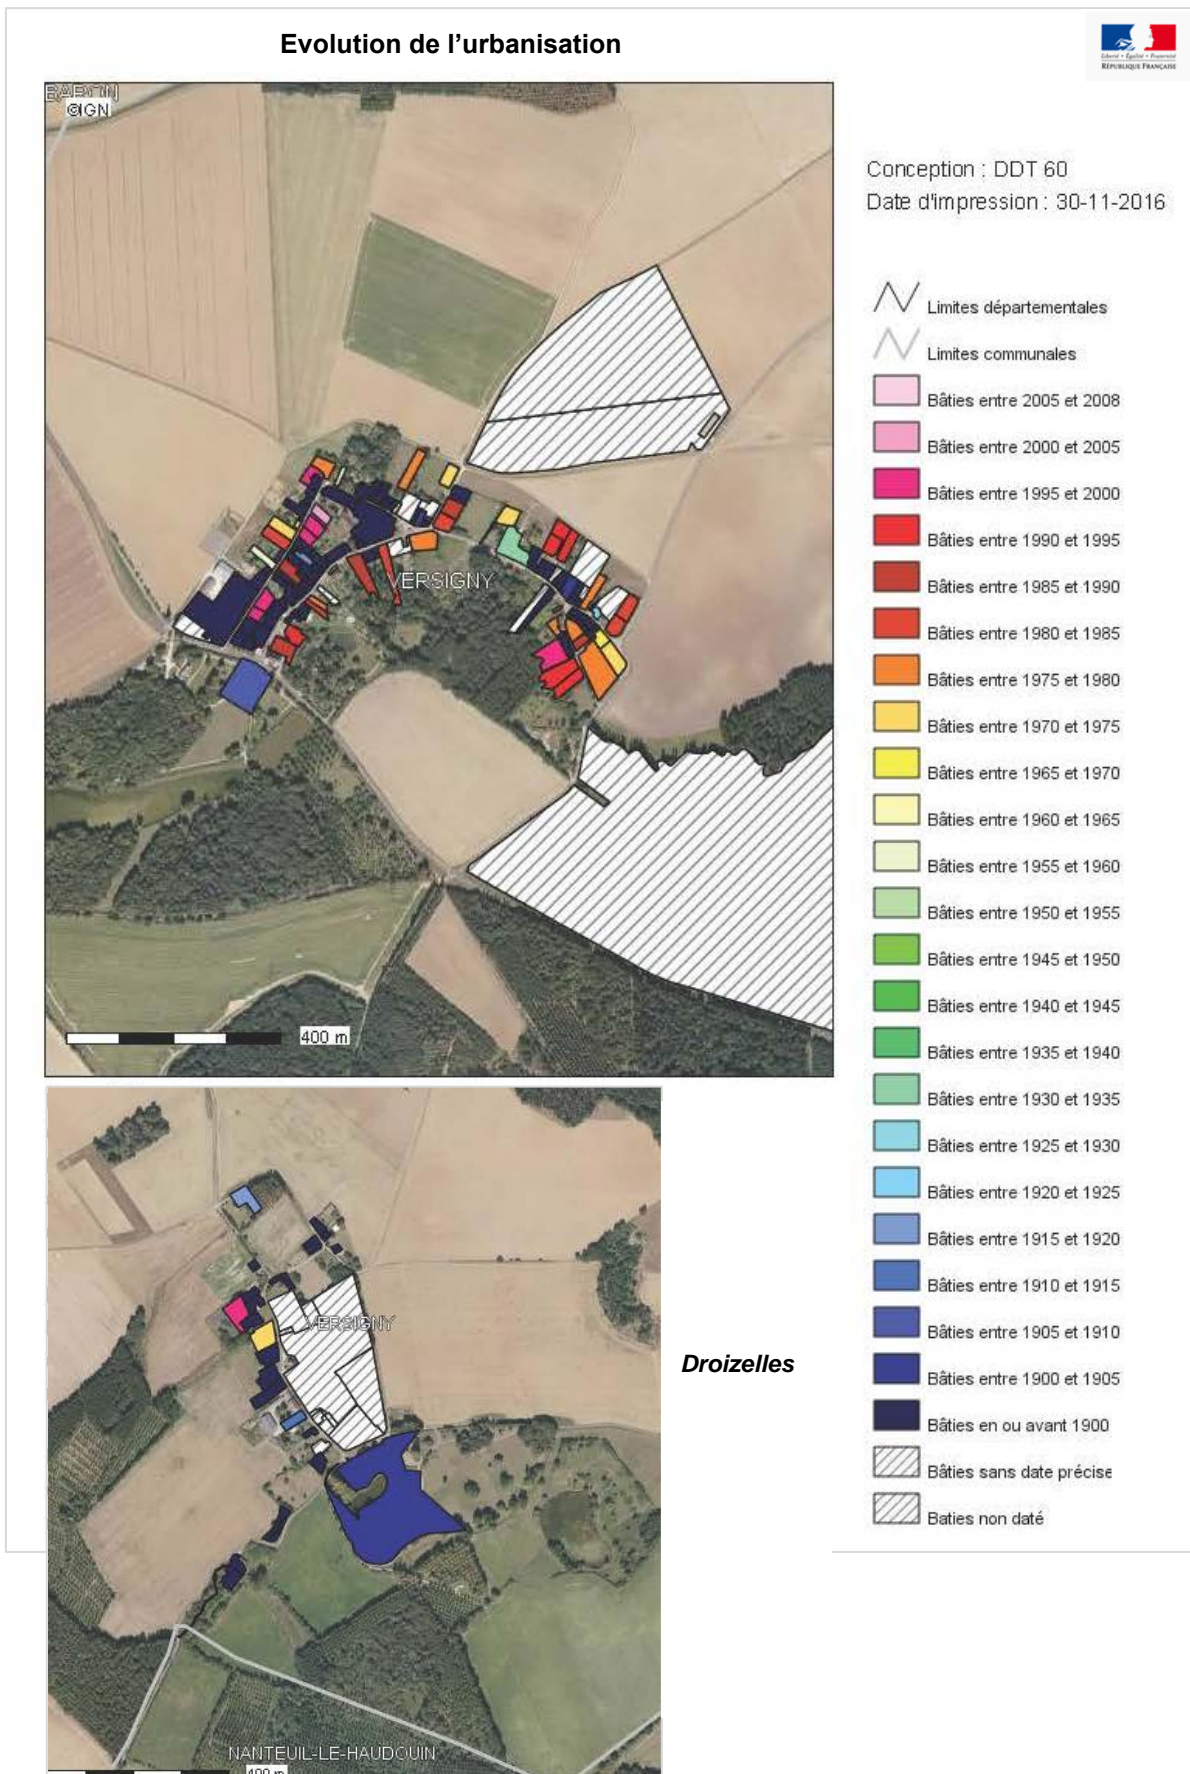 Evolution de l’urbanisation
Liberté • Égalité • Fraternité
RÉPUBLIQUE FRANÇAISE
BARON
©IGN
VERSIGNY
400 m
Conception : DDT 60
Date d'impression : 30-11-2016
Limites départementales
Limites communales
Bâties entre 2005 et 2008
Bâties entre 2000 et 2005
Bâties entre 1995 et 2000
Bâties entre 1990 et 1995
Bâties entre 1985 et 1990
Bâties entre 1980 et 1985
Bâties entre 1975 et 1980
Bâties entre 1970 et 1975
Bâties entre 1965 et 1970
Bâties entre 1960 et 1965
Bâties entre 1955 et 1960
Bâties entre 1950 et 1955
Bâties entre 1945 et 1950
Bâties entre 1940 et 1945
Bâties entre 1935 et 1940
Bâties entre 1930 et 1935
Bâties entre 1925 et 1930
Bâties entre 1920 et 1925
Bâties entre 1915 et 1920
Bâties entre 1910 et 1915
Bâties entre 1905 et 1910
Bâties entre 1900 et 1905
Bâties en ou avant 1900
Bâties sans date précise
Baties non daté
VERSIGNY
Droizelles
NANTEUIL-LE-HAUDOUIN
400 m